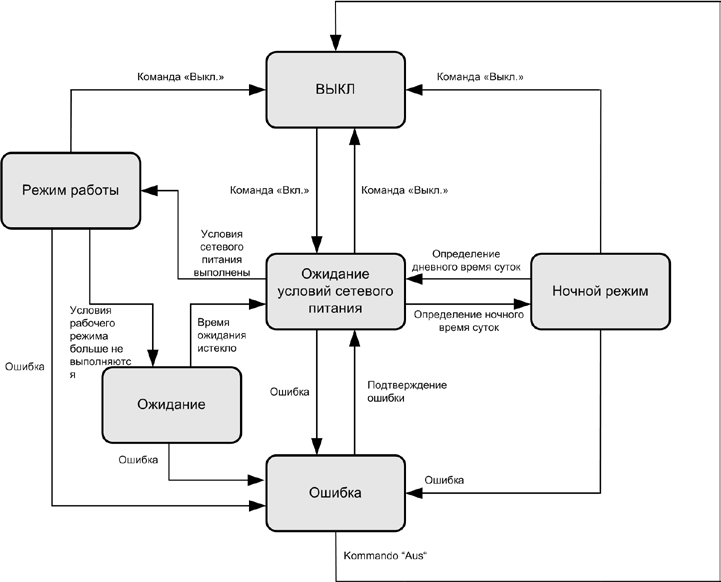 Команда «Выкл.»
ВЫКЛ
Команда «Выкл.»
Режим работы
Команда «Вкл.»
Команда «Выкл.»
Условия
сетевого
питания
выполнены
Ожидание
условий сетевого
питания
Определение
дневного время суток
Ночной режим
Определение ночного
время суток
Условия
рабочего
режима
больше не
выполняютс
я
Время
ожидания
истекло
Ошибка
Ожидание
Ошибка
Подтверждение
ошибки
Ошибка
Ошибка
Ошибка
Kommando "Aus"